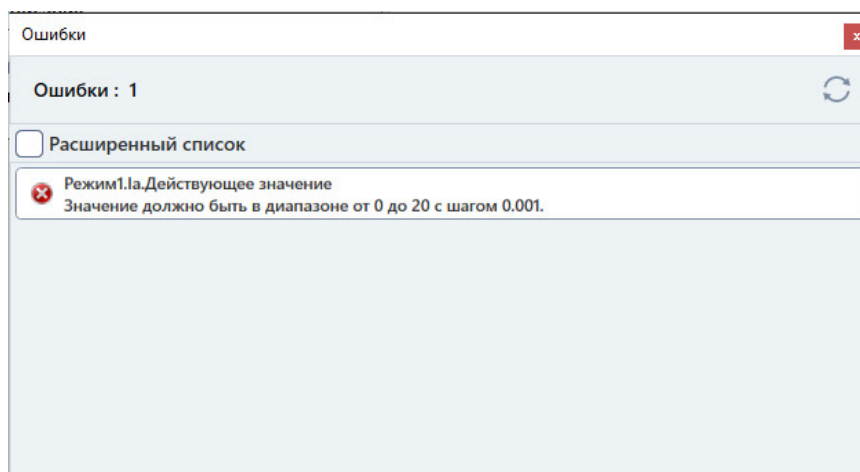 Ошибки
Ошибки : 1
Расширенный список
Режим1.Ia.Действующее значение
Значение должно быть в диапазоне от 0 до 20 с шагом 0.001.